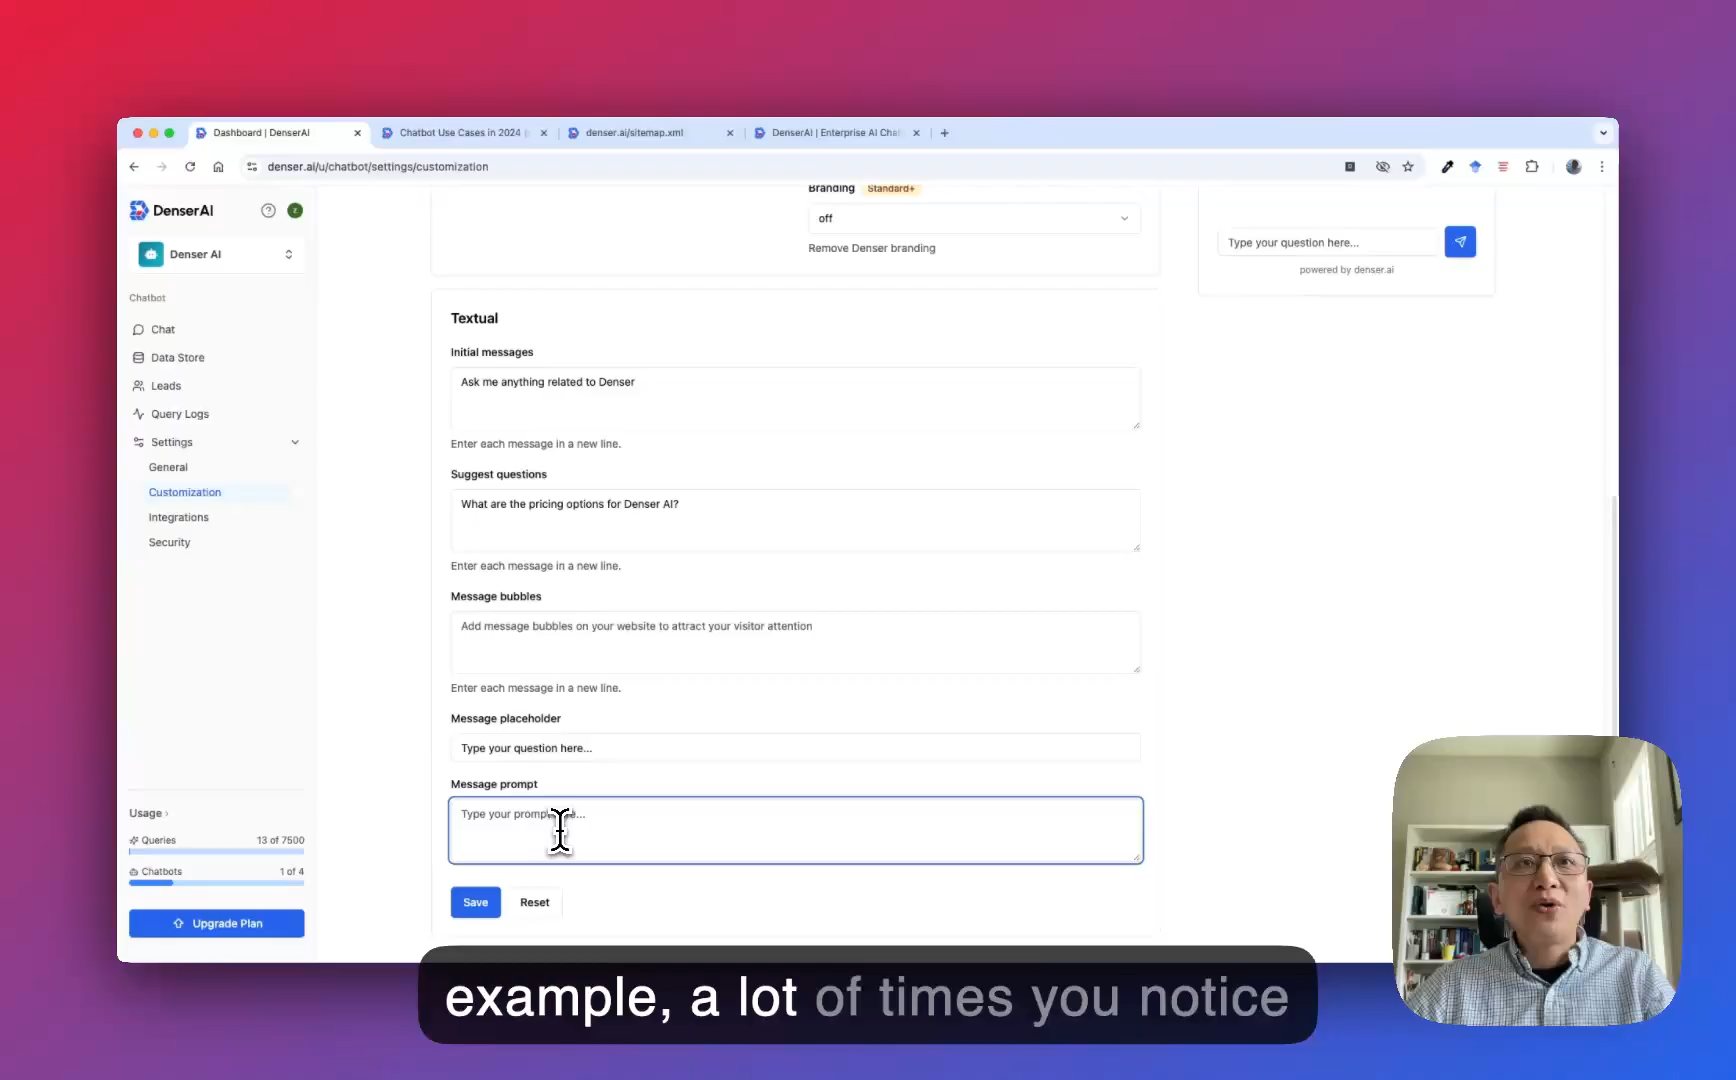 Dashboard | DenserAI
Chatbot Use Cases in 2024
denser.ai/sitemap.xml
DenserAI | Enterprise AI Cha
denser.ai/u/chatbot/settings/customization
DenserAI
Denser AI
Chatbot
Chat
Data Store
Leads
Query Logs
Settings
General
Customization
Integrations
Security
Usage
Queries 13 of 7500
Chatbots 1 of 4
Upgrade Plan
Branding Standard+
off
Remove Denser branding
Textual
Initial messages
Ask me anything related to Denser
Enter each message in a new line.
Suggest questions
What are the pricing options for Denser AI?
Enter each message in a new line.
Message bubbles
Add message bubbles on your website to attract your visitor attention
Enter each message in a new line.
Message placeholder
Type your question here...
Message prompt
Type your promp
Save Reset
Type your question here...
powered by denser.ai
example, a lot of times you notice